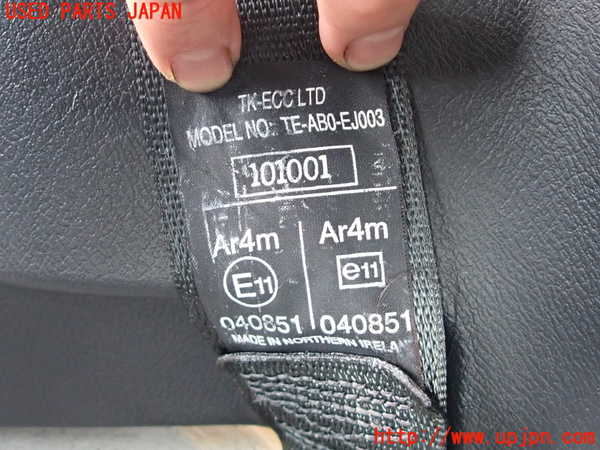 USED PARTS JAPAN
TK-ECC LTD
MODEL NO: TE-AB0-EJ003
101001
Ar4m
E11
040851
Ar4m
e11
040851
MADE IN NORTHERN IRELAN
http://www.upjpn.com